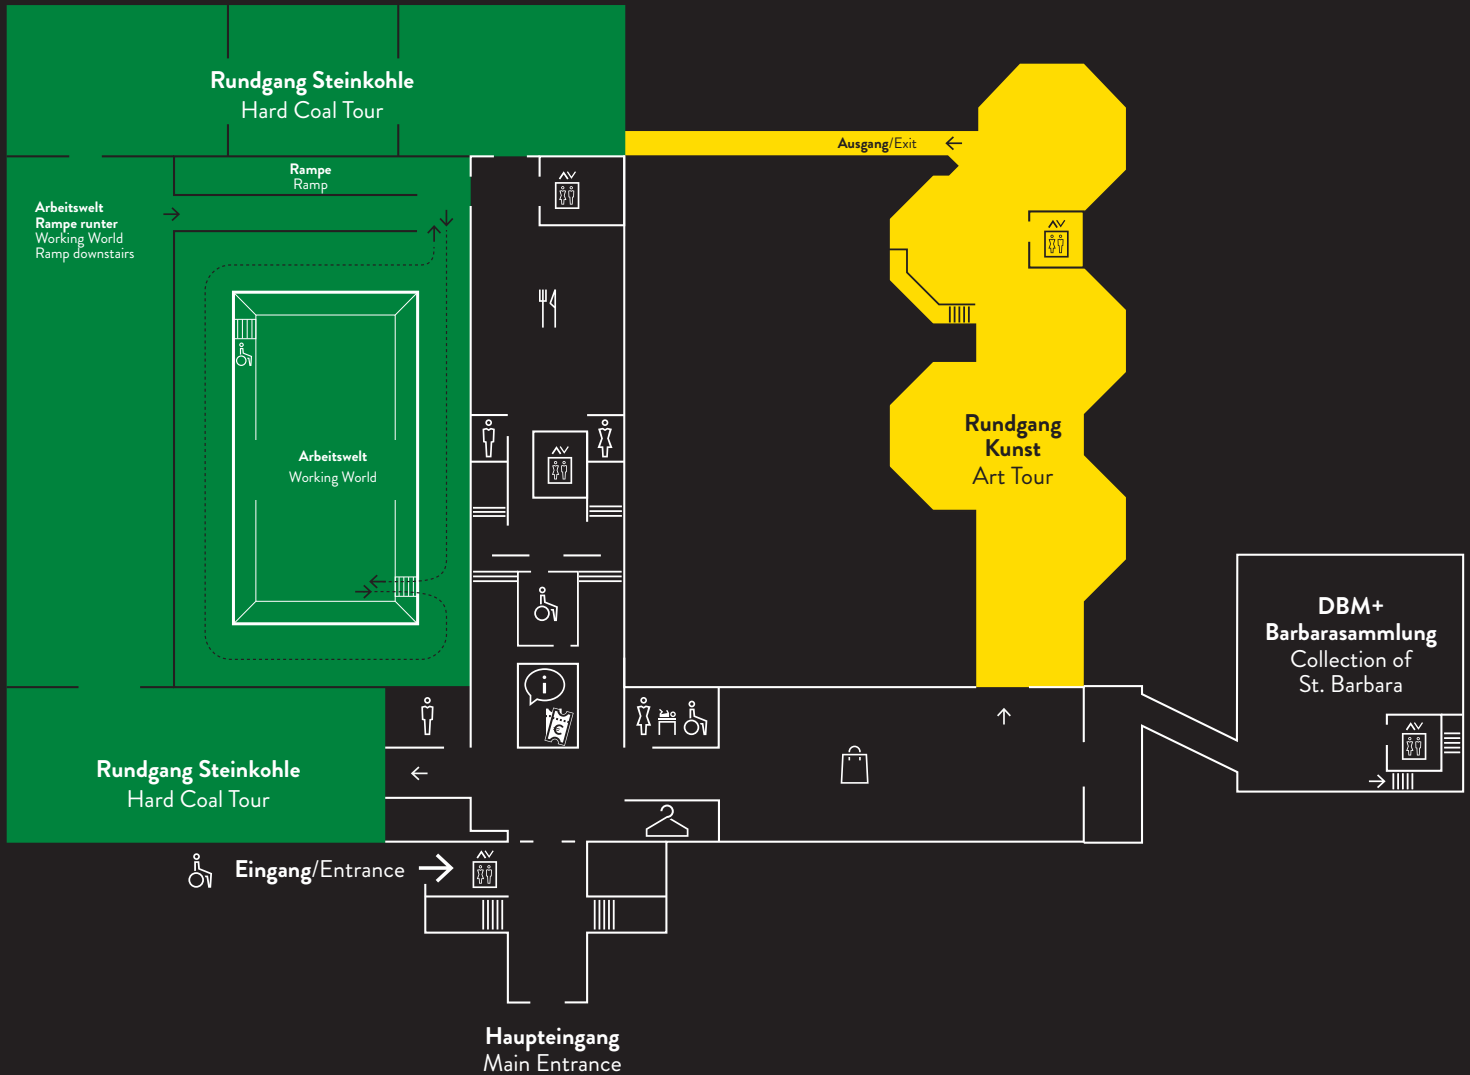 Rundgang Steinkohle
Hard Coal Tour
Ausgang/Exit
Rampe
Ramp
Arbeitswelt
Rampe runter
Working World
Ramp downstairs
Arbeitswelt
Working World
Rundgang
Kunst
Art Tour
DBM+
Barbarasammlung
Collection of
St. Barbara
i
€
Rundgang Steinkohle
Hard Coal Tour
Eingang/Entrance
Haupteingang
Main Entrance